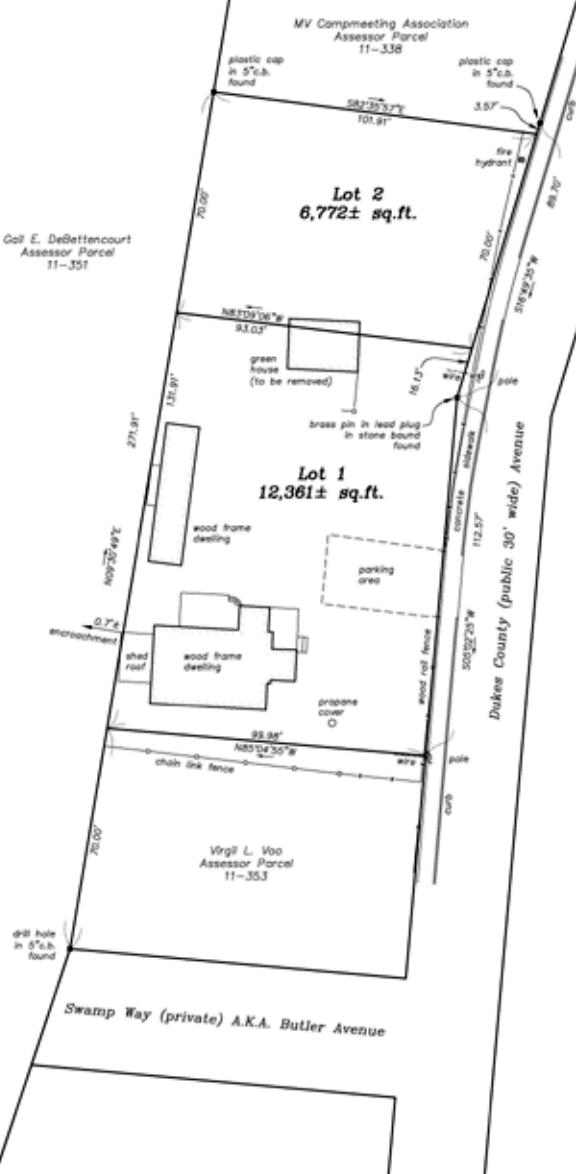 MV Campmeeting Association
Assessor Parcel
11-338
plastic cap
in 5"c.b.
found
plastic cap
in 5"c.b.
found
S82°35'57"E
101.91'
3.57'
curb
fire
hydrant
Lot 2
6,772± sq.ft.
70.00'
70.00'
89.70'
Gail E. DeBettencourt
Assessor Parcel
11-351
S16°49'35"W
N83°09'06"W
93.03'
green
house
(to be removed)
16.13'
wire
pole
131.91'
271.91'
brass pin in lead plug
in stone bound
found
Lot 1
12,361± sq.ft.
concrete
sidewalk
112.57'
Dukes County (public 30' wide) Avenue
wood frame
dwelling
parking
area
N09°30'49"E
0.7'±
encroachment
shed
roof
wood frame
dwelling
wood rail fence
S05°02'25"W
propane
cover
99.98'
N85°04'55"W
wire
pole
chain link fence
curb
70.00'
Virgil L. Voo
Assessor Parcel
11-353
drill hole
in 5"c.b.
found
Swamp Way (private) A.K.A. Butler Avenue